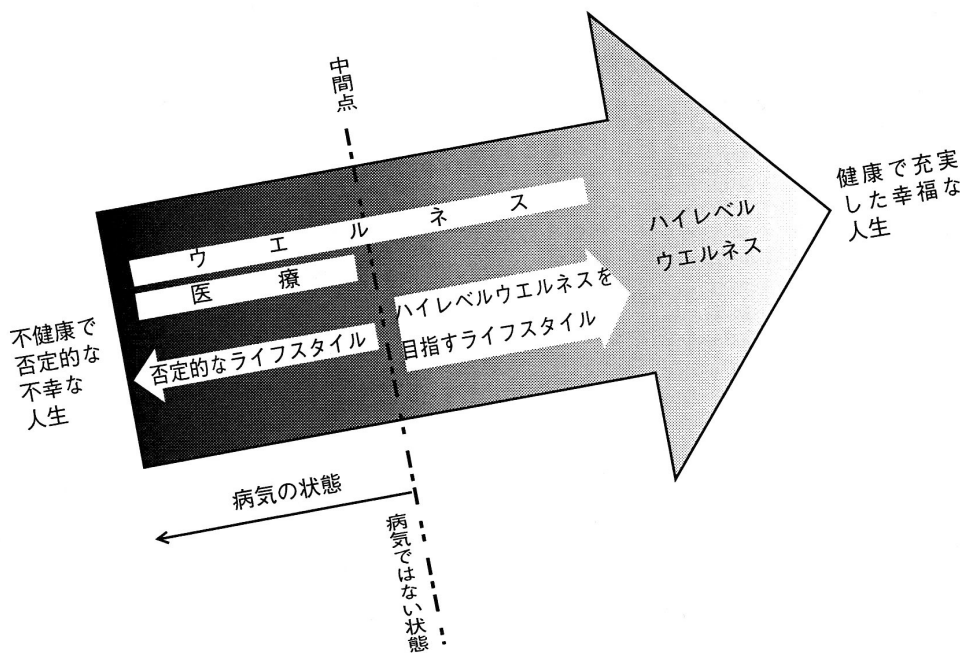 中間点
ウエルネス
医療
否定的なライフスタイル
ハイレベルウエルネスを
目指すライフスタイル
ハイレベル
ウエルネス
健康で充実
した幸福な
人生
不健康で
否定的な
不幸な
人生
病気の状態
病気ではない状態